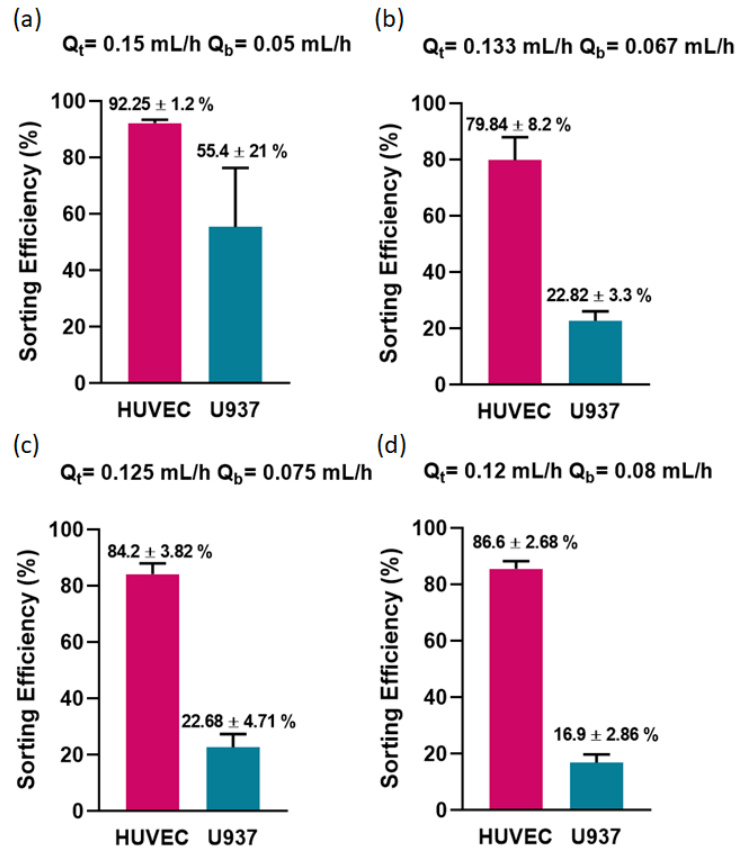 (a)
Qt= 0.15 mL/h Qb= 0.05 mL/h
Sorting Efficiency (%)
100
80
60
40
20
0
92.25 ± 1.2 %
55.4 ± 21 %
HUVEC U937
(b)
Qt= 0.133 mL/h Qb= 0.067 mL/h
Sorting Efficiency (%)
100
80
60
40
20
0
79.84 ± 8.2 %
22.82 ± 3.3 %
HUVEC U937
(c)
Qt= 0.125 mL/h Qb= 0.075 mL/h
Sorting Efficiency (%)
100
80
60
40
20
0
84.2 ± 3.82 %
22.68 ± 4.71 %
HUVEC U937
(d)
Qt= 0.12 mL/h Qb= 0.08 mL/h
Sorting Efficiency (%)
100
80
60
40
20
0
86.6 ± 2.68 %
16.9 ± 2.86 %
HUVEC U937